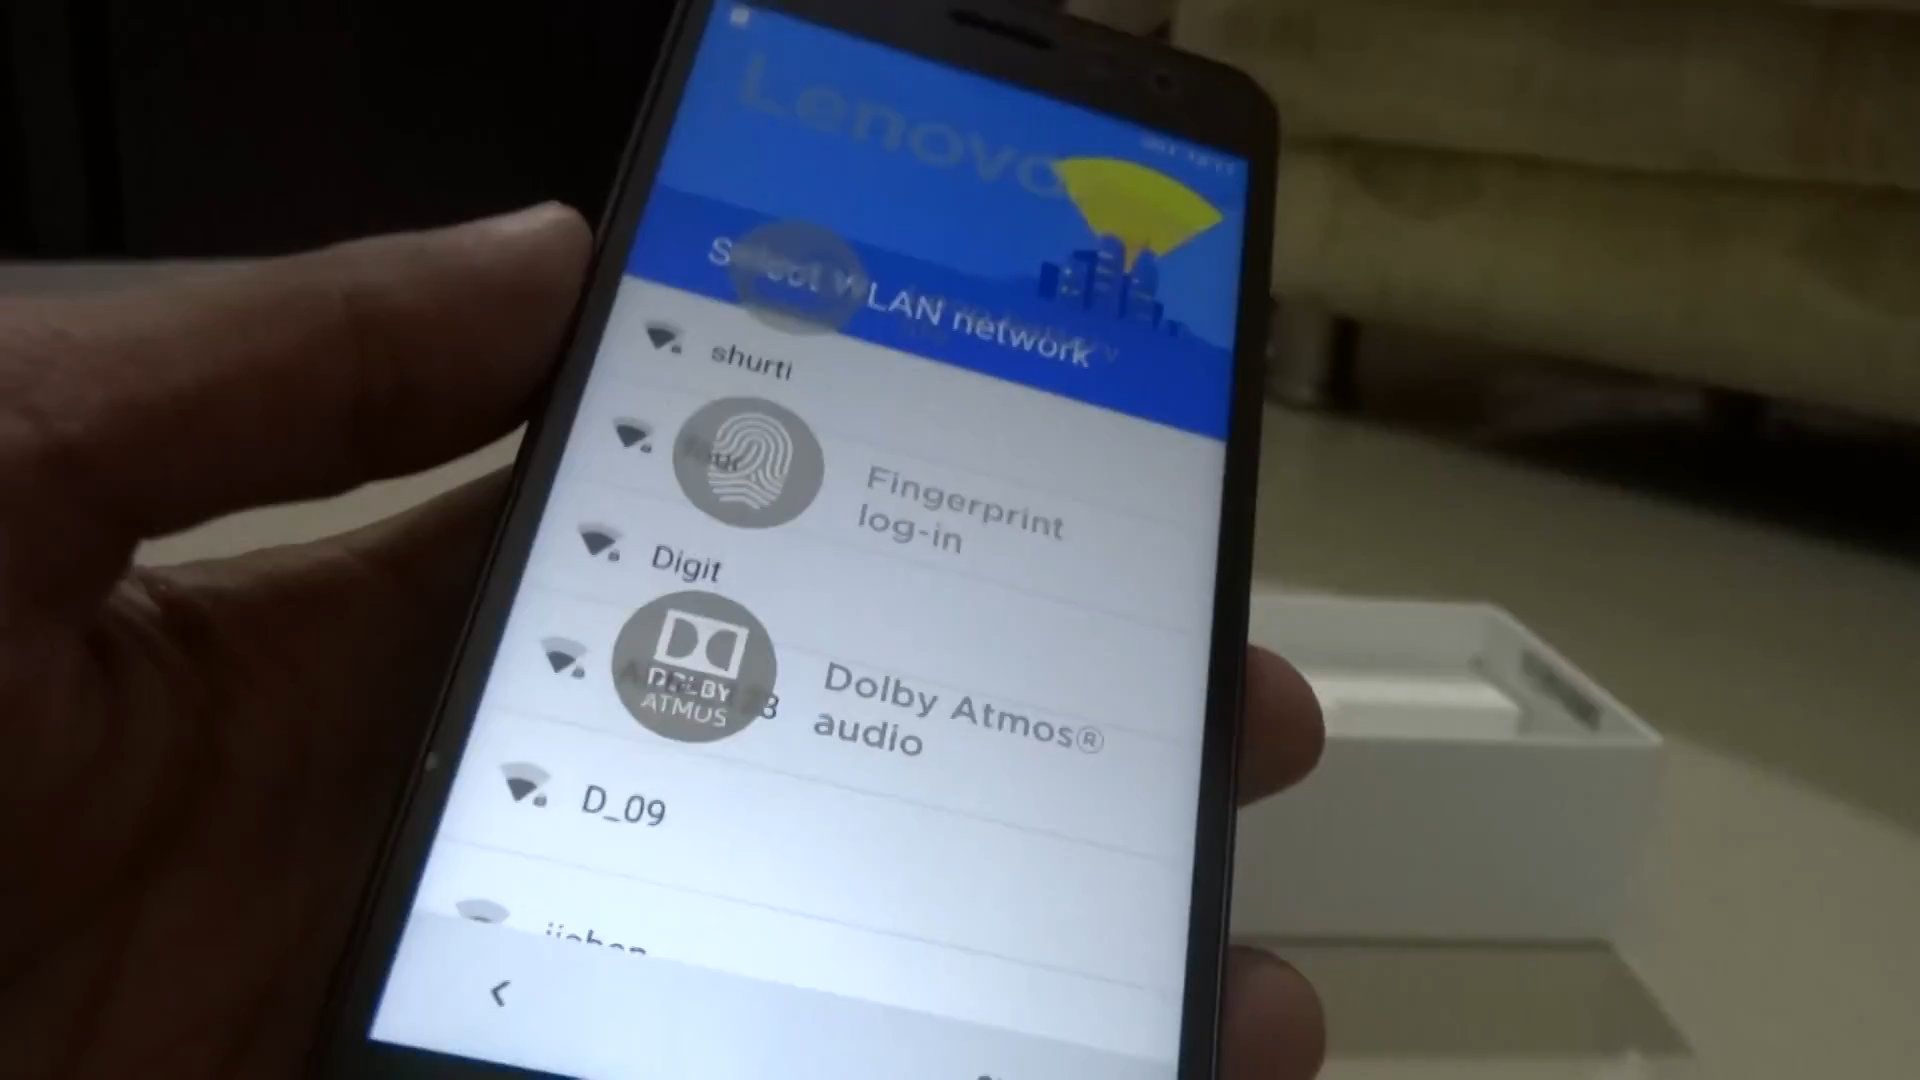 Lenovo
Select WLAN network
shurti
Fingerprint
log-in
Digit
DOLBY
ATMOS
Dolby Atmos®
audio
D_09